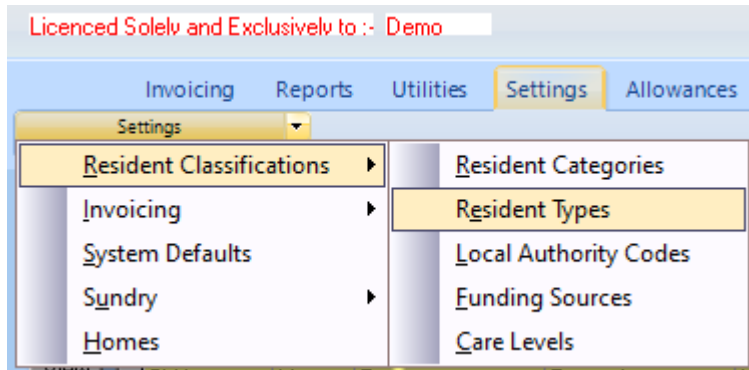 Licenced Solely and Exclusively to :- Demo
Invoicing Reports Utilities Settings Allowances
Settings
Resident Classifications
Invoicing
System Defaults
Sundry
Homes
Resident Categories
Resident Types
Local Authority Codes
Funding Sources
Care Levels